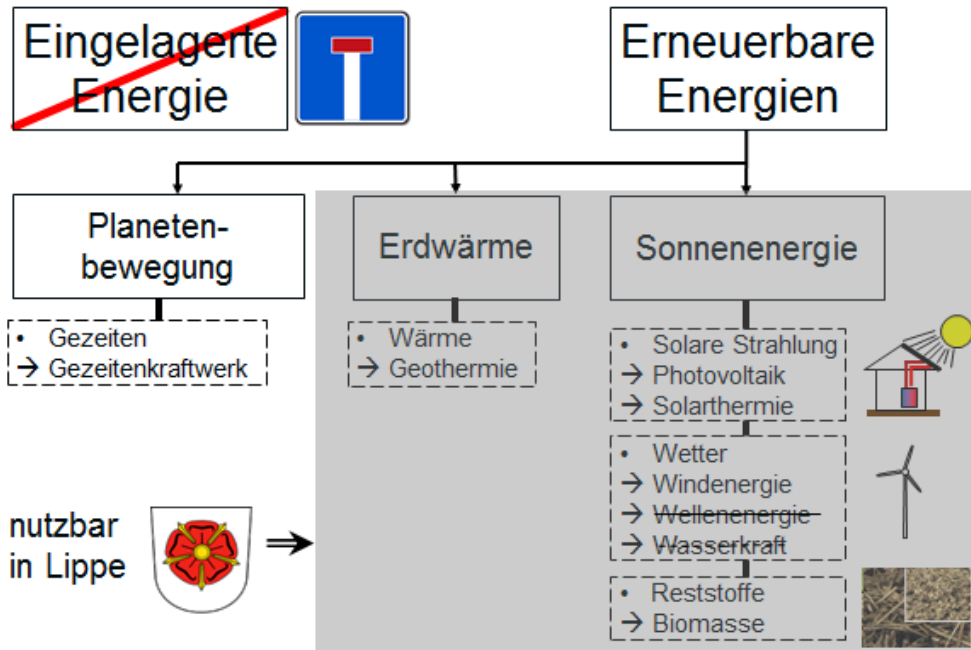 Eingelagerte
Energie
Erneuerbare
Energien
Planeten-
bewegung
• Gezeiten
→ Gezeitenkraftwerk
Erdwärme
• Wärme
→ Geothermie
Sonnenenergie
• Solare Strahlung
→ Photovoltaik
→ Solarthermie
• Wetter
→ Windenergie
→ Wellenenergie
→ Wasserkraft
• Reststoffe
→ Biomasse
nutzbar
in Lippe